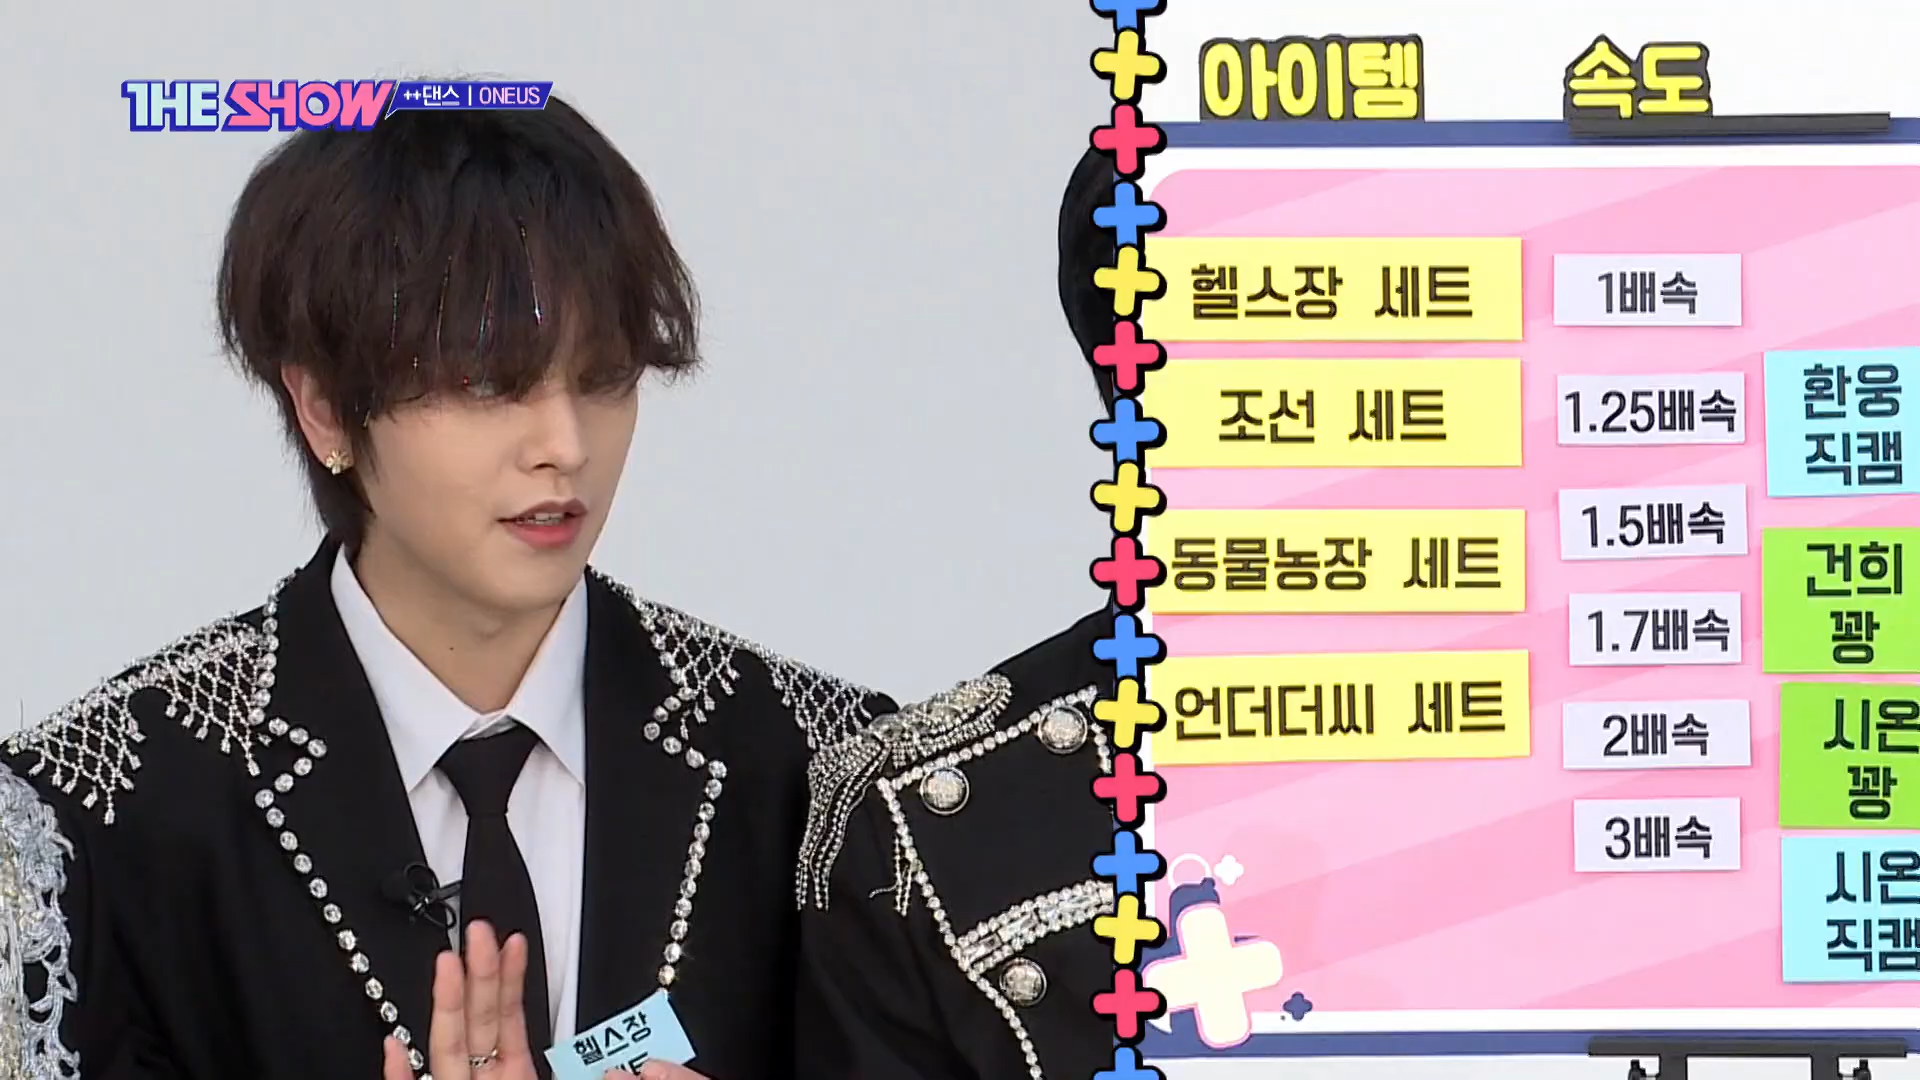 THE SHOW ++댄스 | ONEUS
아이템 속도
헬스장 세트 1배속
조선 세트 1.25배속
동물농장 세트 1.5배속
언더더씨 세트 1.7배속
2배속
3배속
환웅
직캠
건희
꽝
시온
꽝
시온
직캠
헬스장
세트